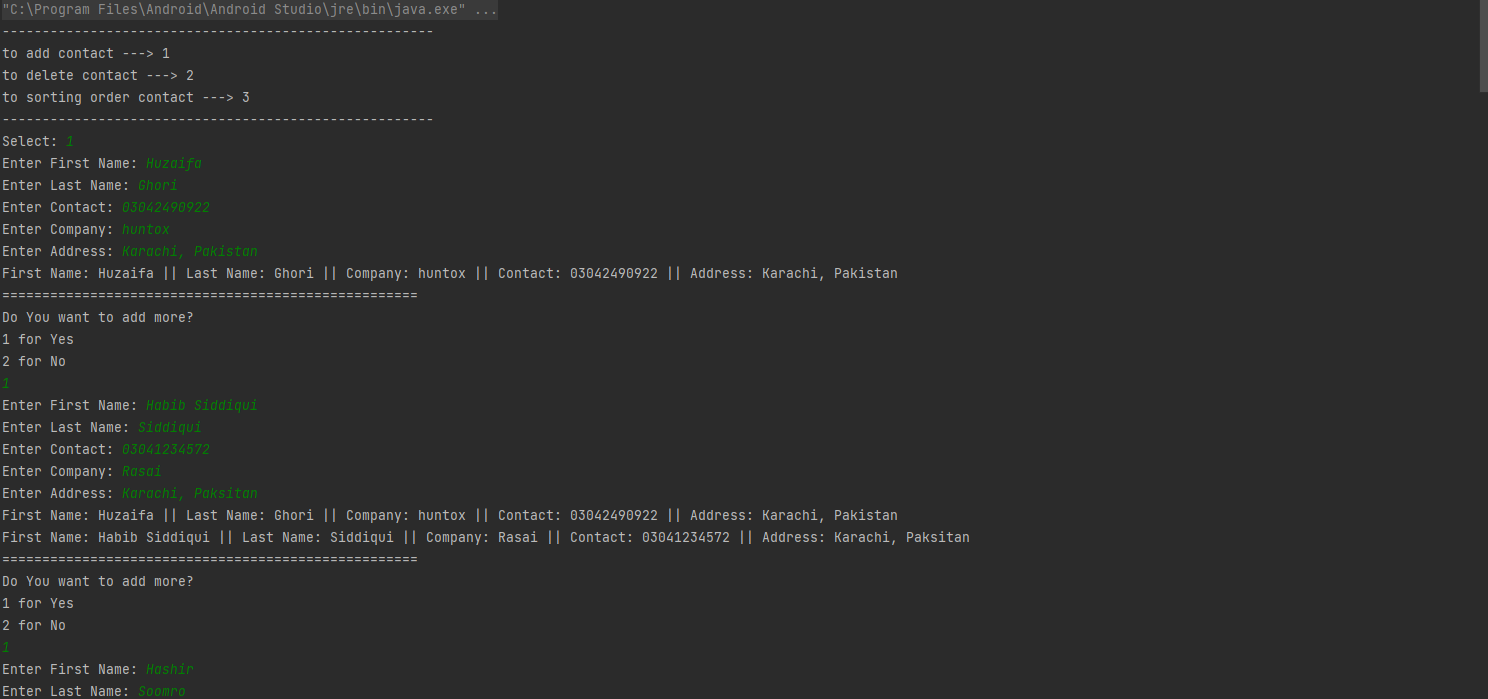 "C:\Program Files\Android\Android Studio\jre\bin\java.exe" ...
------------------------------------------------------
to add contact ---> 1
to delete contact ---> 2
to sorting order contact ---> 3
------------------------------------------------------
Select: 1
Enter First Name: Huzaifa
Enter Last Name: Ghori
Enter Contact: 03042490922
Enter Company: huntox
Enter Address: Karachi, Pakistan
First Name: Huzaifa || Last Name: Ghori || Company: huntox || Contact: 03042490922 || Address: Karachi, Pakistan
====================================================
Do You want to add more?
1 for Yes
2 for No
1
Enter First Name: Habib Siddiqui
Enter Last Name: Siddiqui
Enter Contact: 03041234572
Enter Company: Rasai
Enter Address: Karachi, Paksitan
First Name: Huzaifa || Last Name: Ghori || Company: huntox || Contact: 03042490922 || Address: Karachi, Pakistan
First Name: Habib Siddiqui || Last Name: Siddiqui || Company: Rasai || Contact: 03041234572 || Address: Karachi, Paksitan
====================================================
Do You want to add more?
1 for Yes
2 for No
1
Enter First Name: Hashir
Enter Last Name: Soomro